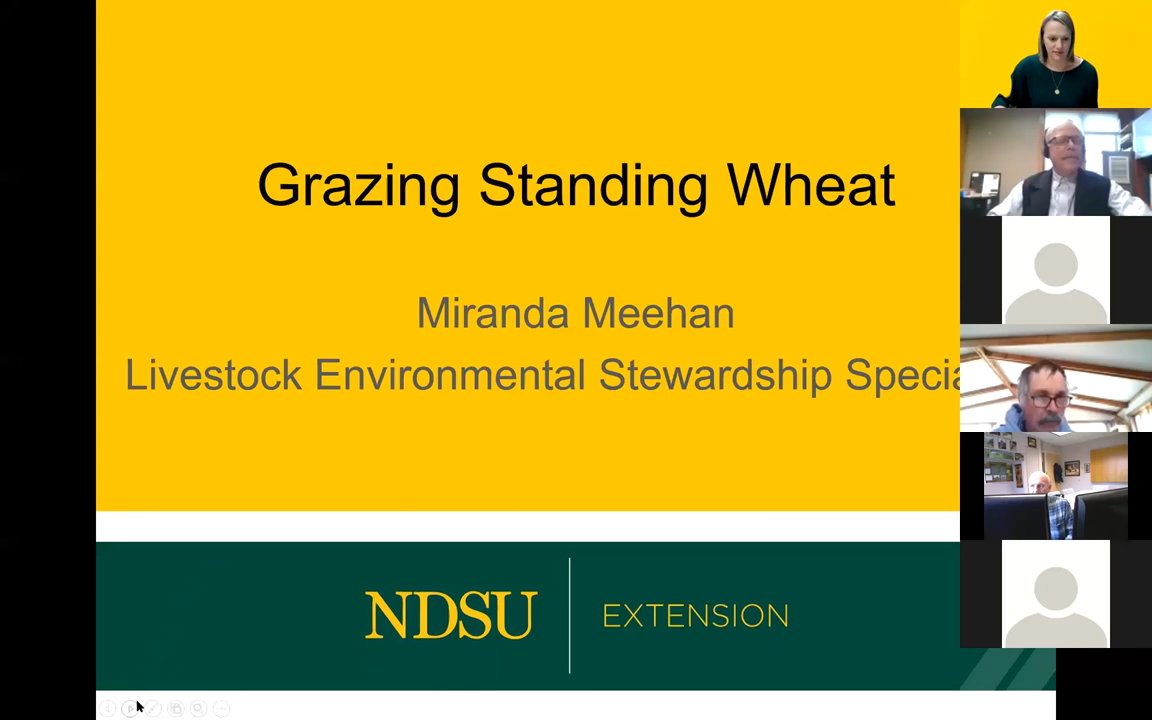 Grazing Standing Wheat
Miranda Meehan
Livestock Environmental Stewardship Specia
NDSU EXTENSION